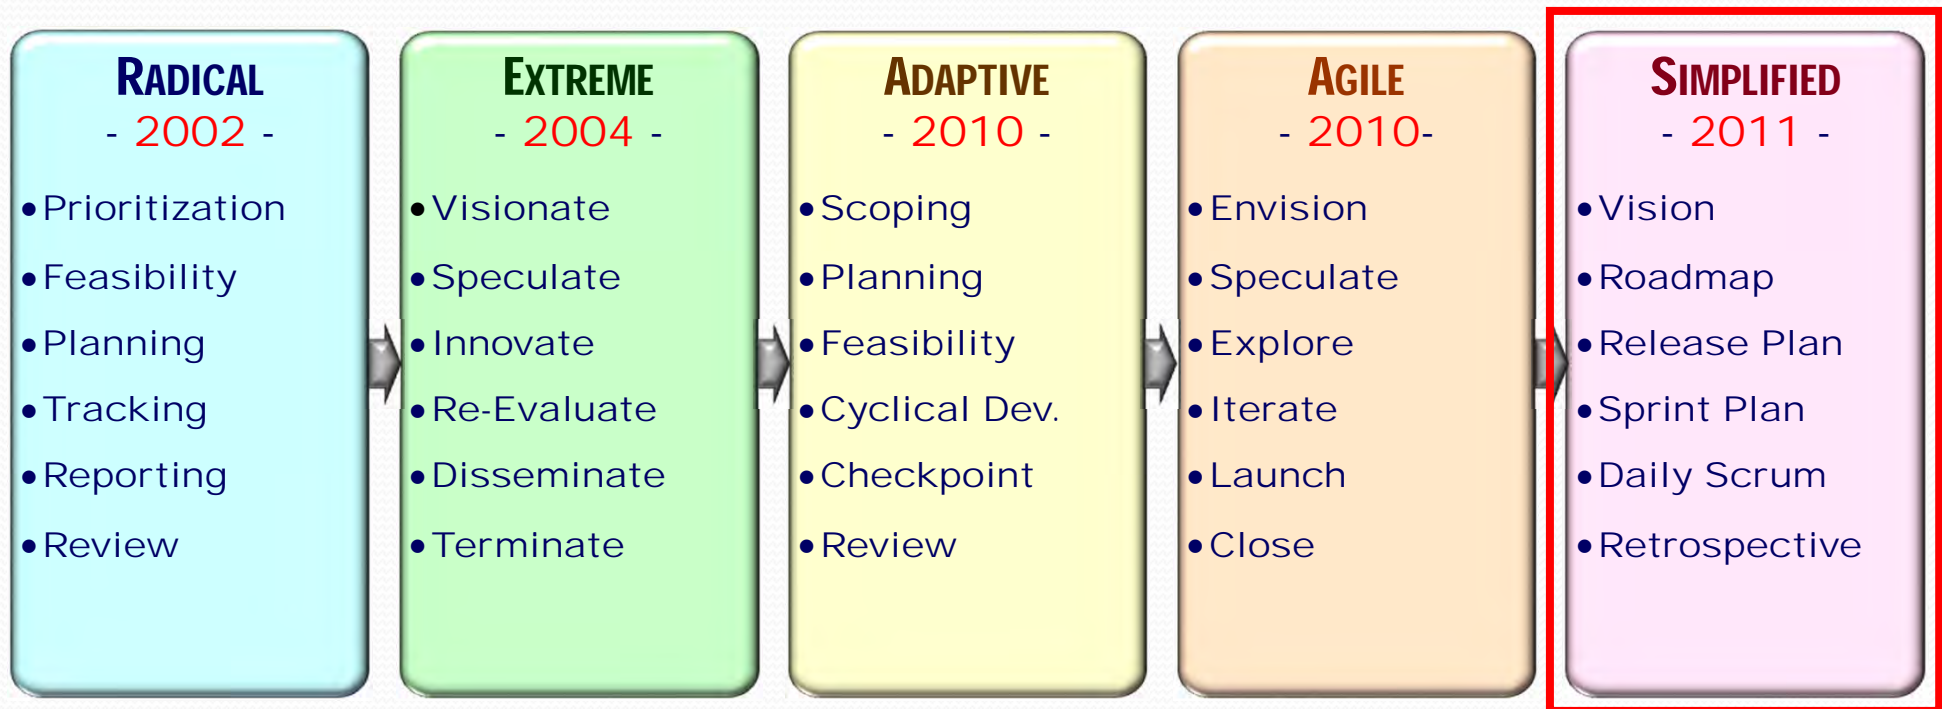 RADICAL
- 2002 -
•Prioritization
•Feasibility
•Planning
•Tracking
•Reporting
•Review
EXTREME
- 2004 -
•Visionate
•Speculate
•Innovate
•Re-Evaluate
•Disseminate
•Terminate
ADAPTIVE
- 2010 -
•Scoping
•Planning
•Feasibility
•Cyclical Dev.
•Checkpoint
•Review
AGILE
- 2010-
•Envision
•Speculate
•Explore
•Iterate
•Launch
•Close
SIMPLIFIED
- 2011 -
•Vision
•Roadmap
•Release Plan
•Sprint Plan
•Daily Scrum
•Retrospective